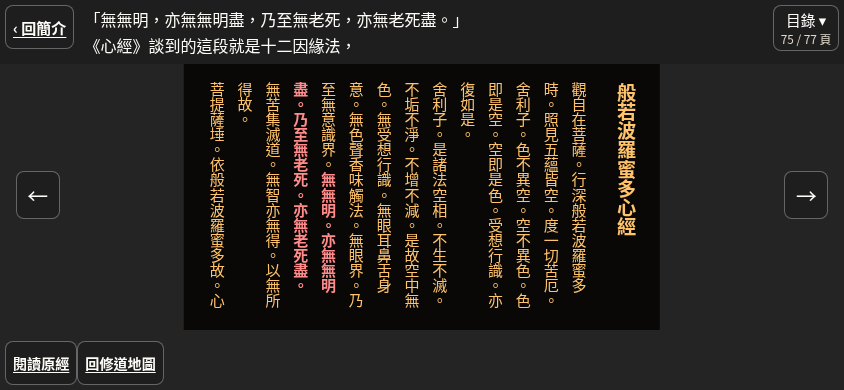 ‹ 回簡介
「無無明，亦無無明盡，乃至無老死，亦無老死盡。」
《心經》談到的這段就是十二因緣法，
目錄 ▾
75 / 77 頁
般若波羅蜜多心經
觀自在菩薩。行深般若波羅蜜多
時。照見五蘊皆空。度一切苦厄。
舍利子。色不異空。空不異色。色
即是空。空即是色。受想行識。亦
復如是。
舍利子。是諸法空相。不生不滅。
不垢不淨。不增不減。是故空中無
色。無受想行識。無眼耳鼻舌身
意。無色聲香味觸法。無眼界。乃
至無意識界。無無明。亦無無明
盡。乃至無老死。亦無老死盡。
無苦集滅道。無智亦無得。以無所
得故。
菩提薩埵。依般若波羅蜜多故。心
←
→
閱讀原經
回修道地圖